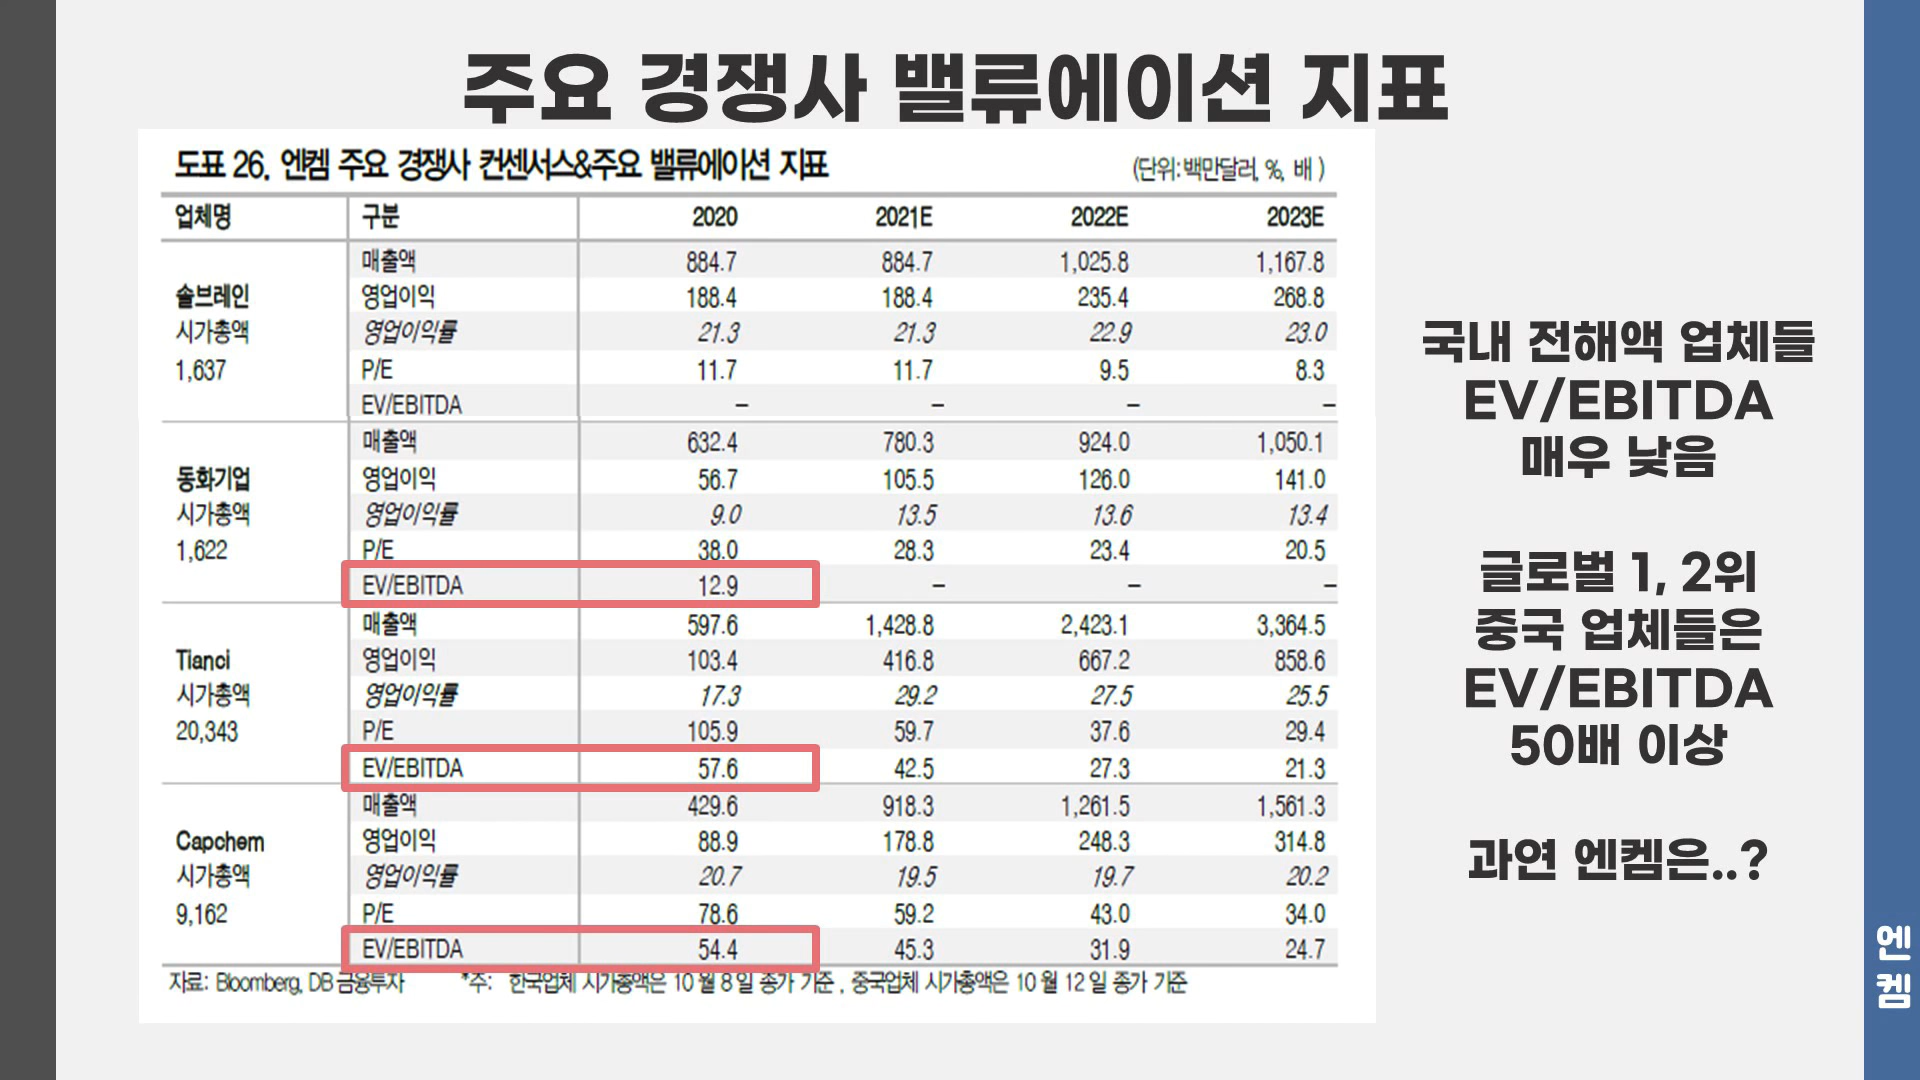 주요 경쟁사 밸류에이션 지표
도표 26. 엔켐 주요 경쟁사 컨센서스&주요 밸류에이션 지표 (단위: 백만달러, %, 배 )
업체명 구분 2020 2021E 2022E 2023E
매출액 884.7 884.7 1,025.8 1,167.8
솔브레인 영업이익 188.4 188.4 235.4 268.8
시가총액 영업이익률 21.3 21.3 22.9 23.0
1,637 P/E 11.7 11.7 9.5 8.3
EV/EBITDA – – – –
매출액 632.4 780.3 924.0 1,050.1
동화기업 영업이익 56.7 105.5 126.0 141.0
시가총액 영업이익률 9.0 13.5 13.6 13.4
1,622 P/E 38.0 28.3 23.4 20.5
EV/EBITDA 12.9 – – –
매출액 597.6 1,428.8 2,423.1 3,364.5
Tianci 영업이익 103.4 416.8 667.2 858.6
시가총액 영업이익률 17.3 29.2 27.5 25.5
20,343 P/E 105.9 59.7 37.6 29.4
EV/EBITDA 57.6 42.5 27.3 21.3
매출액 429.6 918.3 1,261.5 1,561.3
Capchem 영업이익 88.9 178.8 248.3 314.8
시가총액 영업이익률 20.7 19.5 19.7 20.2
9,162 P/E 78.6 59.2 43.0 34.0
EV/EBITDA 54.4 45.3 31.9 24.7
자료: Bloomberg, DB금융투자 *주: 한국업체 시가총액은 10월 8일 종가 기준, 중국업체 시가총액은 10월 12일 종가 기준
국내 전해액 업체들
EV/EBITDA
매우 낮음
글로벌 1, 2위
중국 업체들은
EV/EBITDA
50배 이상
과연 엔켐은..?
엔켐